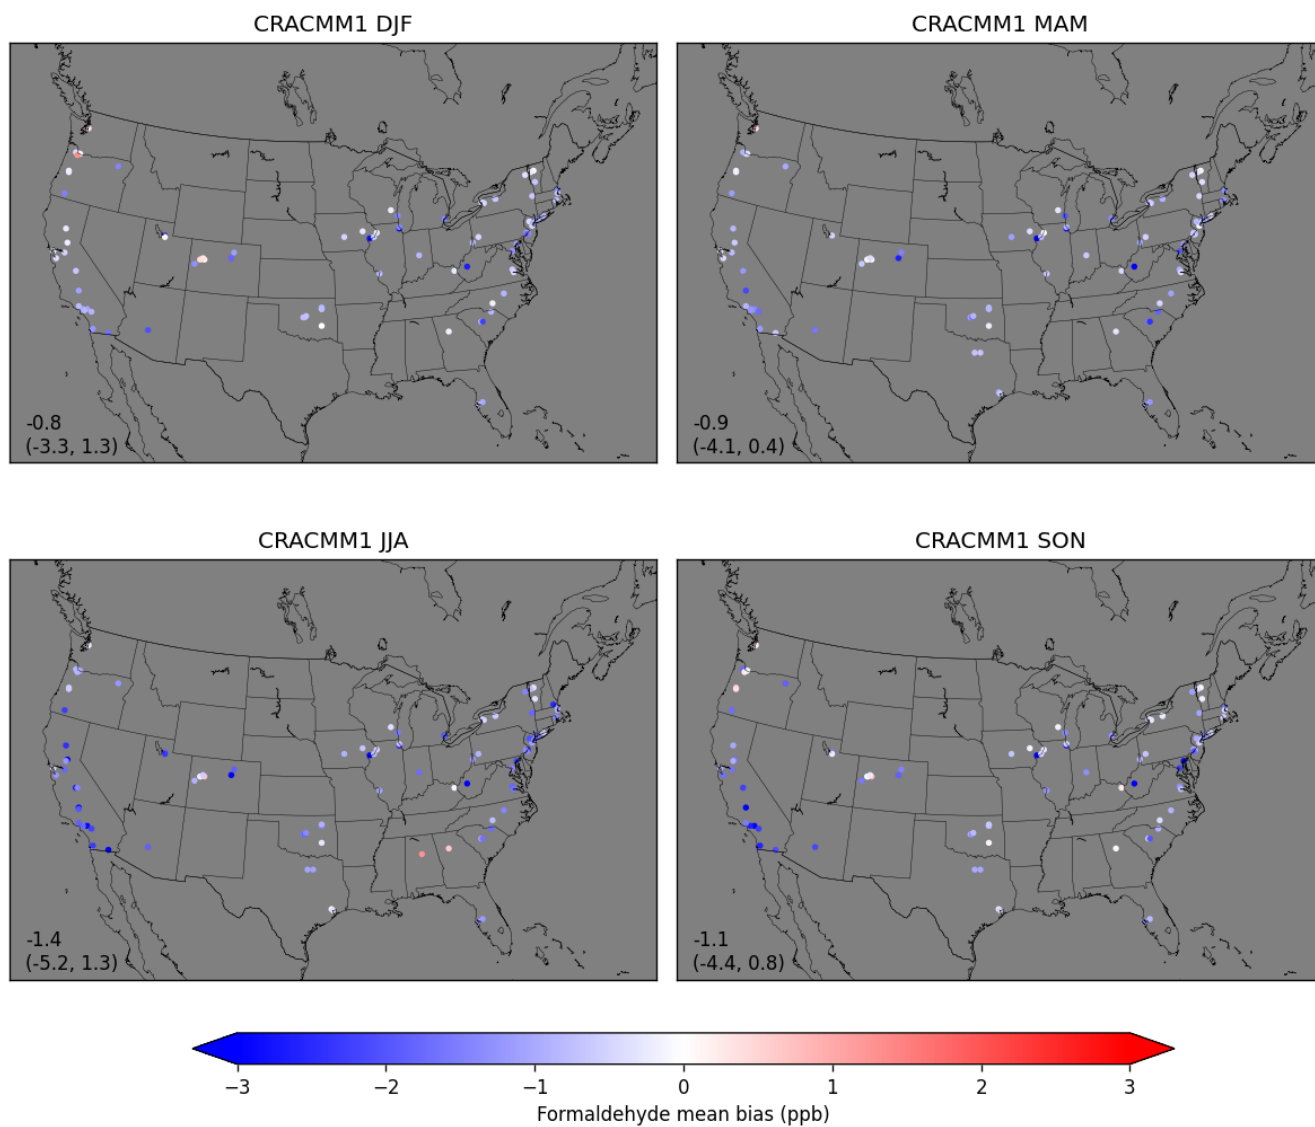 CRACMM1 DJF
CRACMM1 MAM
-0.8
(-3.3, 1.3)
-0.9
(-4.1, 0.4)
CRACMM1 JJA
CRACMM1 SON
-1.4
(-5.2, 1.3)
-1.1
(-4.4, 0.8)
−3 −2 −1 0 1 2 3
Formaldehyde mean bias (ppb)